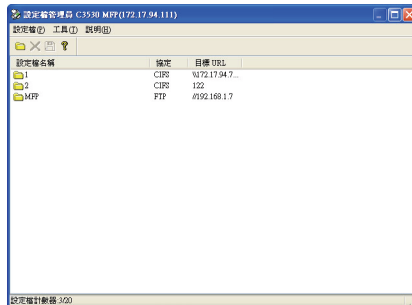 設定檔管理員 C3530 MFP(172.17.94.111)
設定檔(F) 工具(T) 說明(H)
設定檔名稱 協定 目標 URL
1 CIFS \\172.17.94.7...
2 CIFS 122
MFP FTP //192.168.1.7
設定檔計數器:3/20